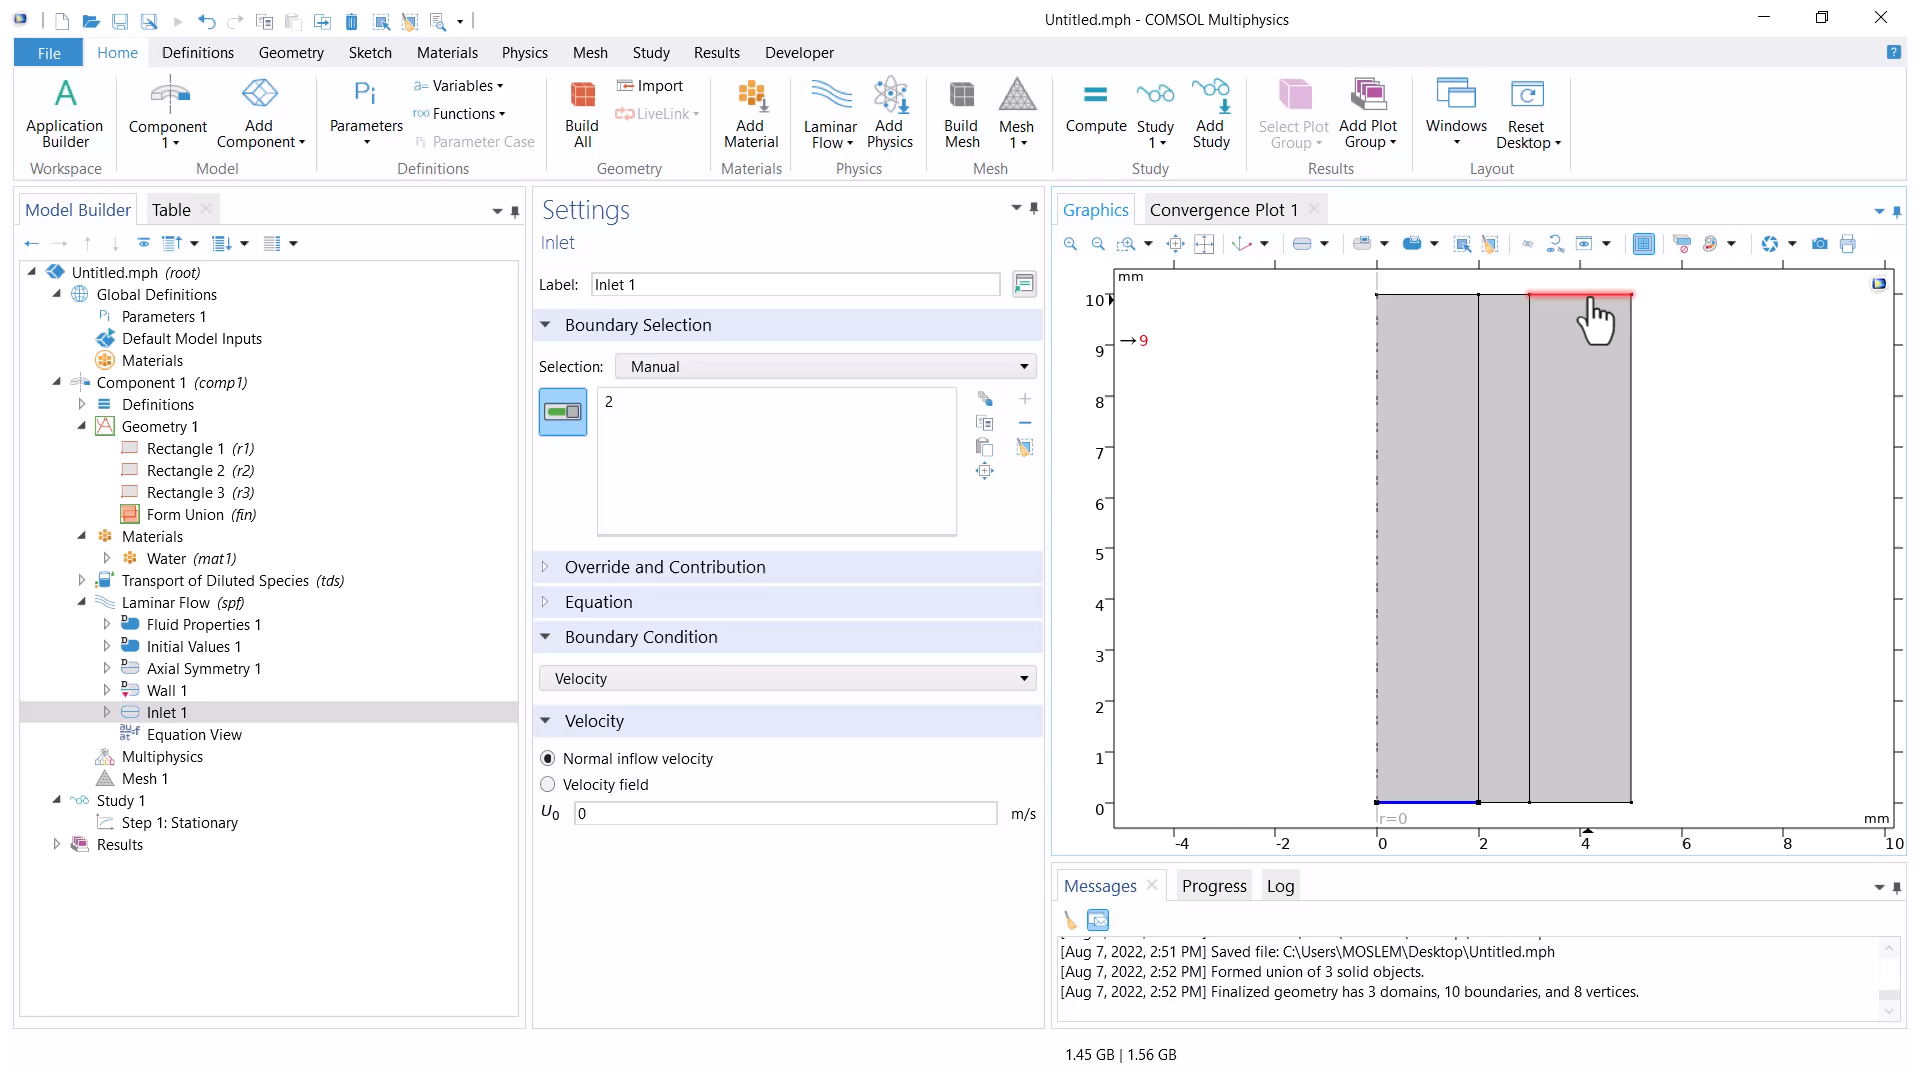 Untitled.mph - COMSOL Multiphysics
File Home Definitions Geometry Sketch Materials Physics Mesh Study Results Developer
Application Builder
Workspace
Component 1
Add Component
Model
Pi
Parameters
a= Variables
f(x) Functions
Pi Parameter Case
Definitions
Build All
Import
LiveLink
Geometry
Add Material
Materials
Laminar Flow
Add Physics
Physics
Build Mesh
Mesh 1
Mesh
Compute
Study 1
Add Study
Study
Select Plot Group
Add Plot Group
Results
Windows
Reset Desktop
Layout
Model Builder Table
Untitled.mph (root)
Global Definitions
Pi Parameters 1
Default Model Inputs
Materials
Component 1 (comp1)
Definitions
Geometry 1
Rectangle 1 (r1)
Rectangle 2 (r2)
Rectangle 3 (r3)
Form Union (fin)
Materials
Water (mat1)
Transport of Diluted Species (tds)
Laminar Flow (spf)
Fluid Properties 1
Initial Values 1
Axial Symmetry 1
Wall 1
Inlet 1
Equation View
Multiphysics
Mesh 1
Study 1
Step 1: Stationary
Results
Settings
Inlet
Label: Inlet 1
Boundary Selection
Selection: Manual
2
Override and Contribution
Equation
Boundary Condition
Velocity
Velocity
Normal inflow velocity
Velocity field
U0 0 m/s
Graphics Convergence Plot 1
mm
10
9
→9
8
7
6
5
4
3
2
1
0
r=0
mm
-4 -2 0 2 4 6 8 10
Messages Progress Log
[Aug 7, 2022, 2:51 PM] Saved file: C:\Users\MOSLEM\Desktop\Untitled.mph
[Aug 7, 2022, 2:52 PM] Formed union of 3 solid objects.
[Aug 7, 2022, 2:52 PM] Finalized geometry has 3 domains, 10 boundaries, and 8 vertices.
1.45 GB | 1.56 GB